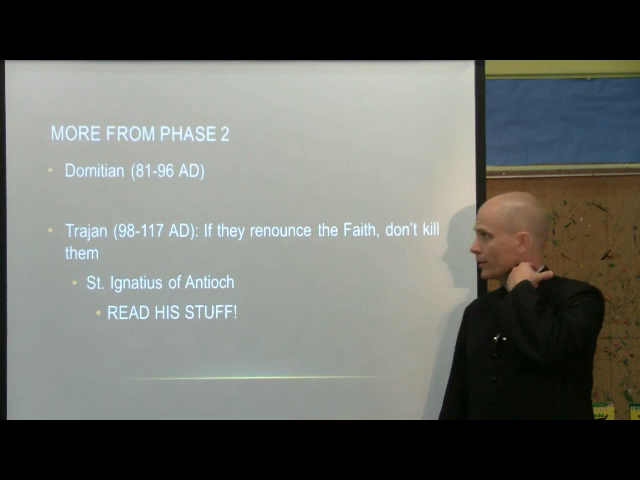 MORE FROM PHASE 2
• Domitian (81-96 AD)
• Trajan (98-117 AD): If they renounce the Faith, don't kill
them
• St. Ignatius of Antioch
• READ HIS STUFF!